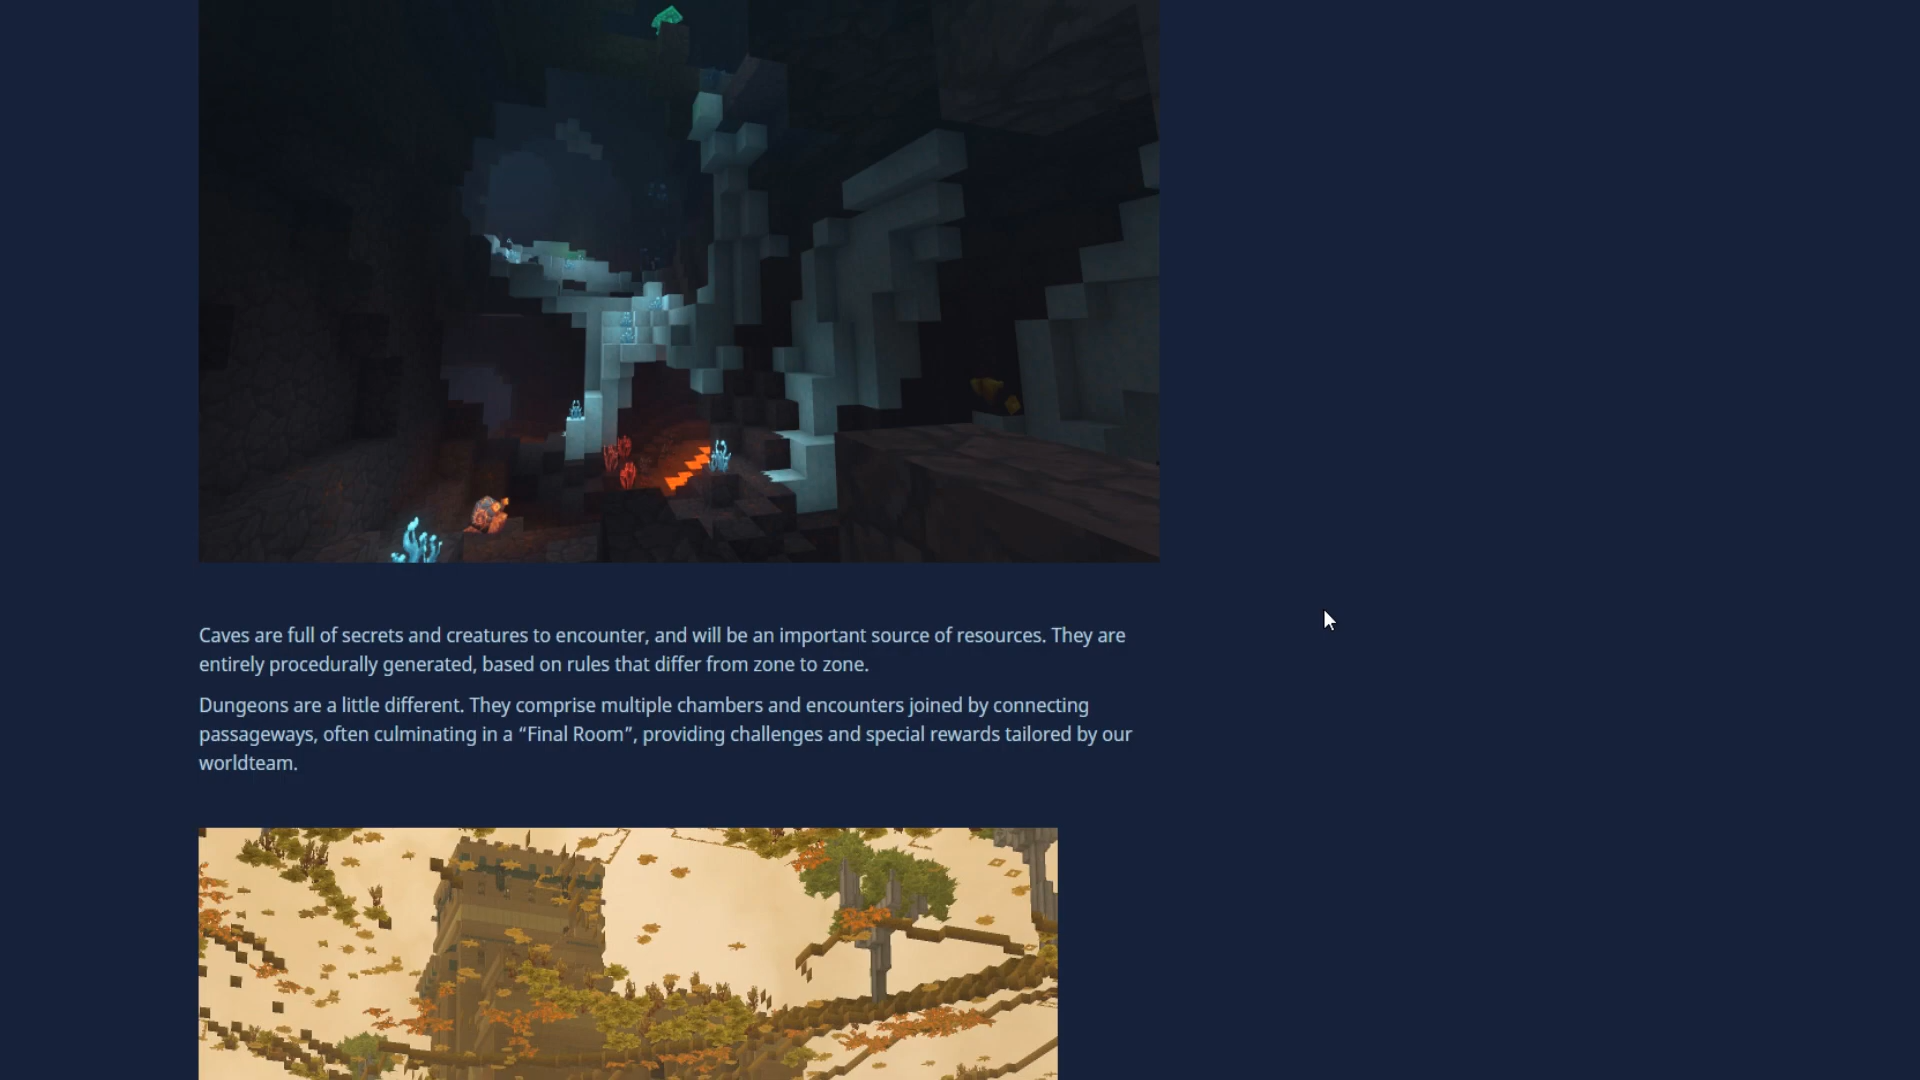 Caves are full of secrets and creatures to encounter, and will be an important source of resources. They are
entirely procedurally generated, based on rules that differ from zone to zone.
Dungeons are a little different. They comprise multiple chambers and encounters joined by connecting
passageways, often culminating in a “Final Room”, providing challenges and special rewards tailored by our
worldteam.